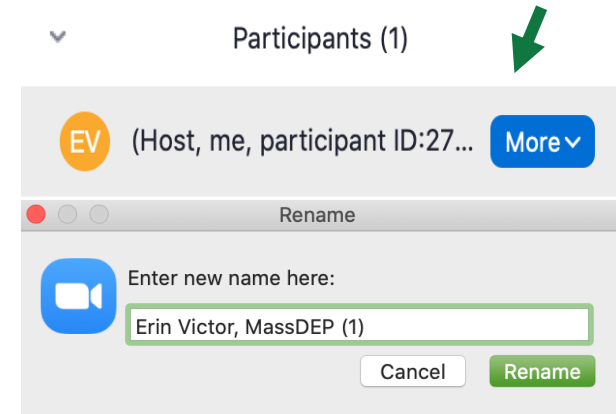 Participants (1)
EV (Host, me, participant ID:27... More
Rename
Enter new name here:
Erin Victor, MassDEP (1)
Cancel Rename